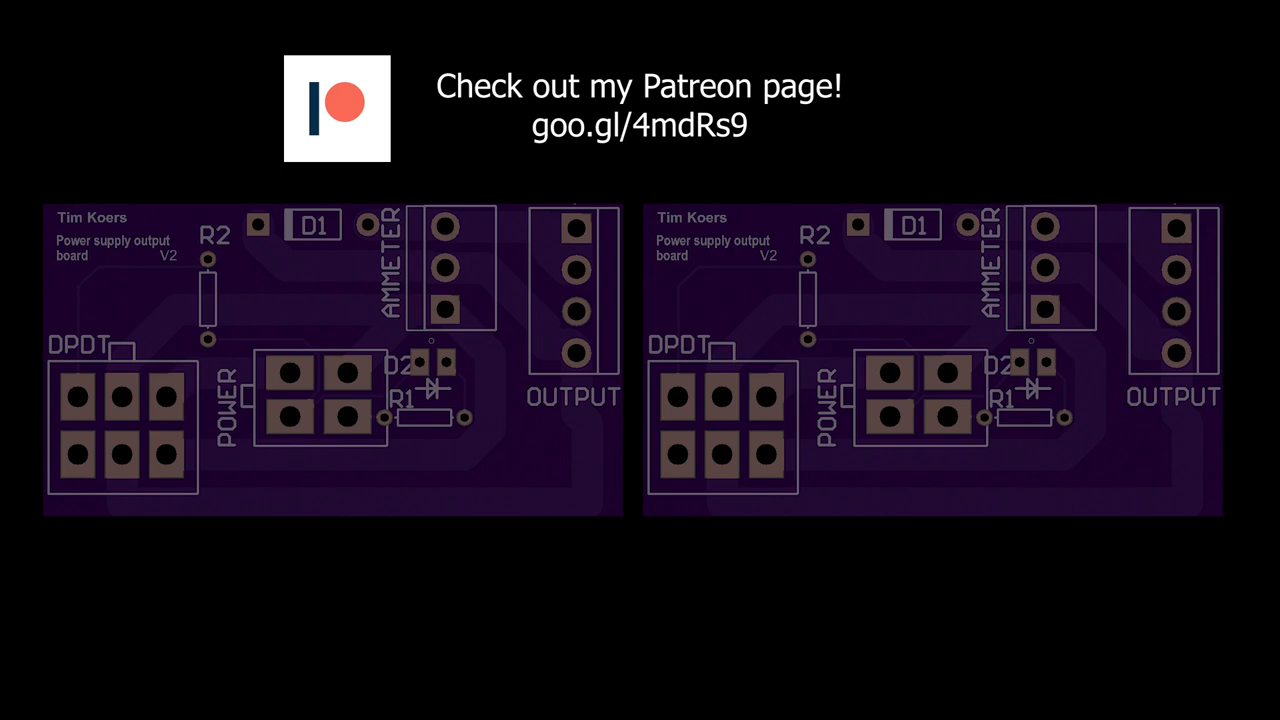 Check out my Patreon page!
goo.gl/4mdRs9
Tim Koers
Power supply output
board V2
R2
D1
AMMETER
DPDT
POWER
D2
R1
OUTPUT
Tim Koers
Power supply output
board V2
R2
D1
AMMETER
DPDT
POWER
D2
R1
OUTPUT